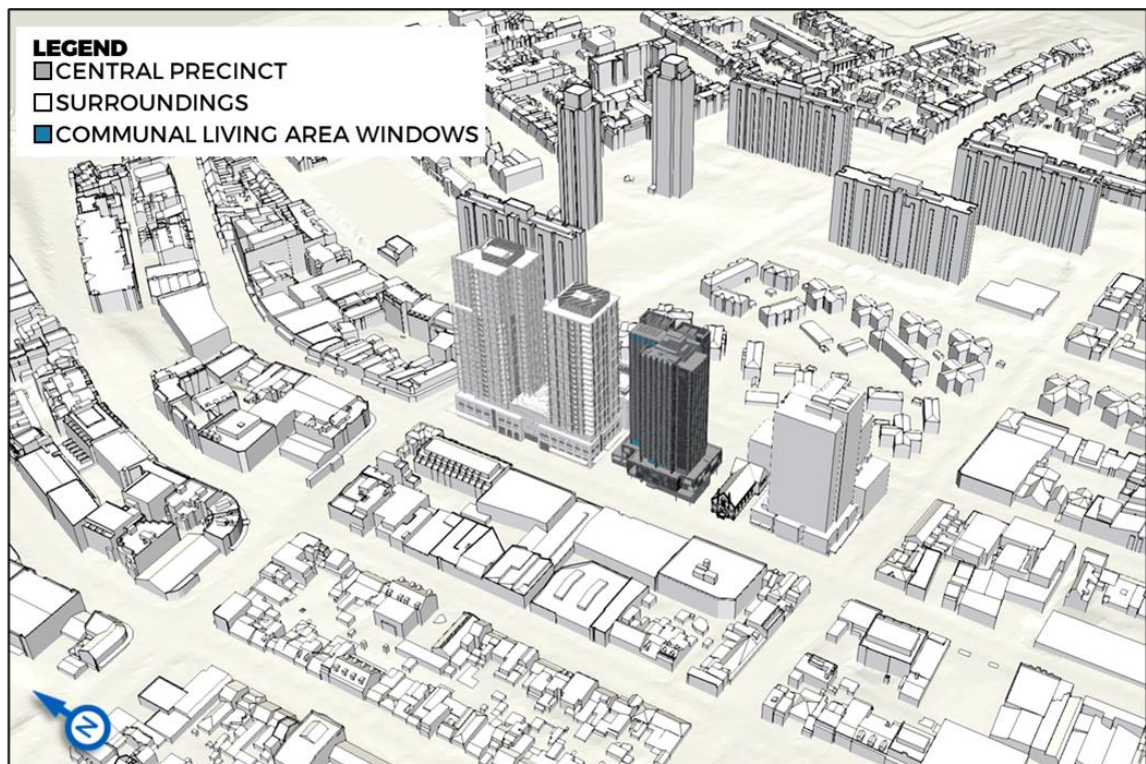 LEGEND
CENTRAL PRECINCT
SURROUNDINGS
COMMUNAL LIVING AREA WINDOWS
N